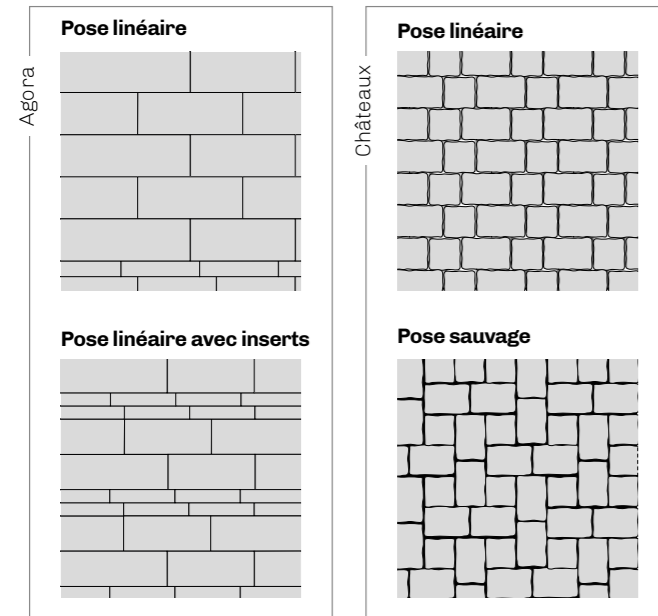 Agora
Pose linéaire
Pose linéaire avec inserts
Châteaux
Pose linéaire
Pose sauvage